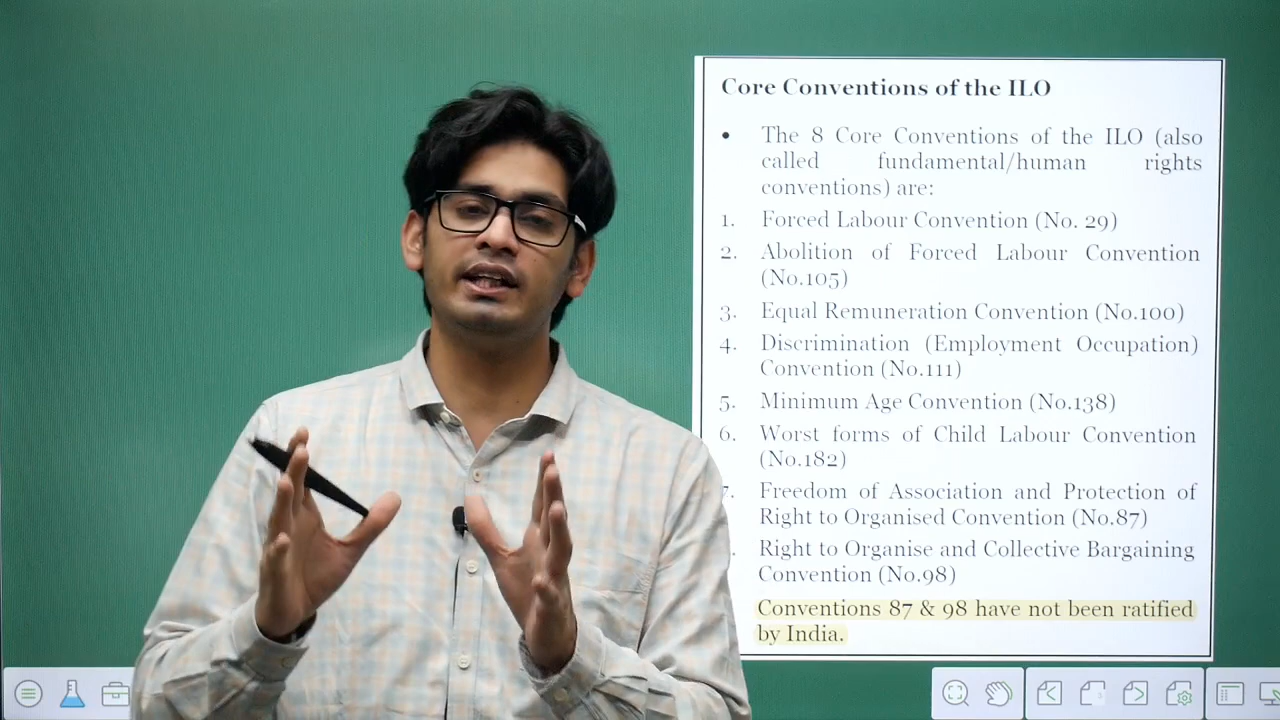 Core Conventions of the ILO
• The 8 Core Conventions of the ILO (also
called fundamental/human rights
conventions) are:
1. Forced Labour Convention (No. 29)
2. Abolition of Forced Labour Convention
(No.105)
3. Equal Remuneration Convention (No.100)
4. Discrimination (Employment Occupation)
Convention (No.111)
5. Minimum Age Convention (No.138)
6. Worst forms of Child Labour Convention
(No.182)
7. Freedom of Association and Protection of
Right to Organised Convention (No.87)
. Right to Organise and Collective Bargaining
Convention (No.98)
Conventions 87 & 98 have not been ratified
by India.